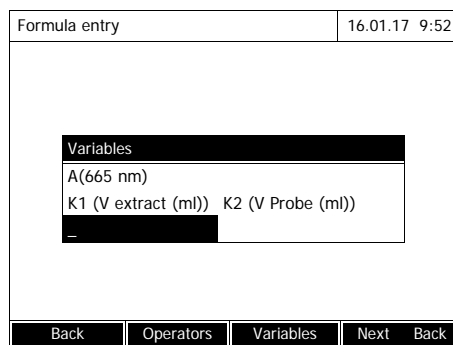 Formula entry 16.01.17 9:52
Variables
A(665 nm)
K1 (V extract (ml)) K2 (V Probe (ml))
_
Back Operators Variables Next Back